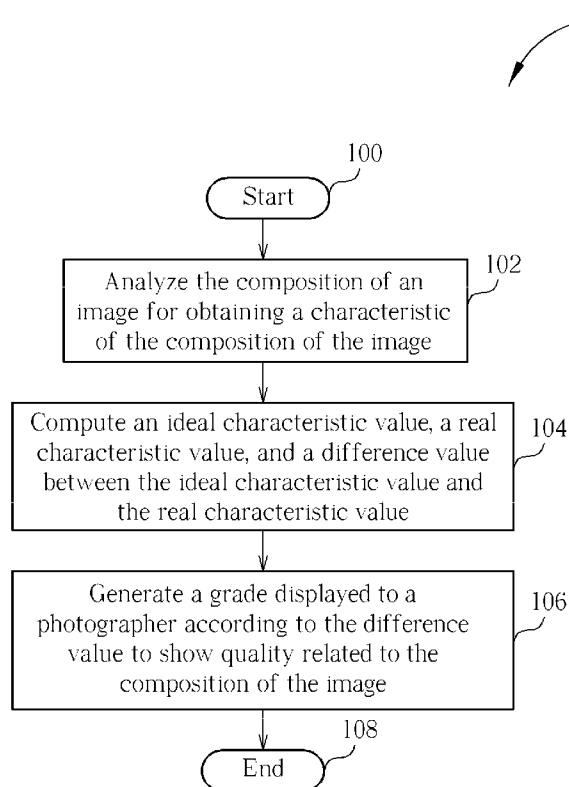 100
Start
102
Analyze the composition of an
image for obtaining a characteristic
of the composition of the image
Compute an ideal characteristic value, a real
characteristic value, and a difference value
between the ideal characteristic value and
the real characteristic value
104
Generate a grade displayed to a
photographer according to the difference
value to show quality related to the
composition of the image
106
108
End